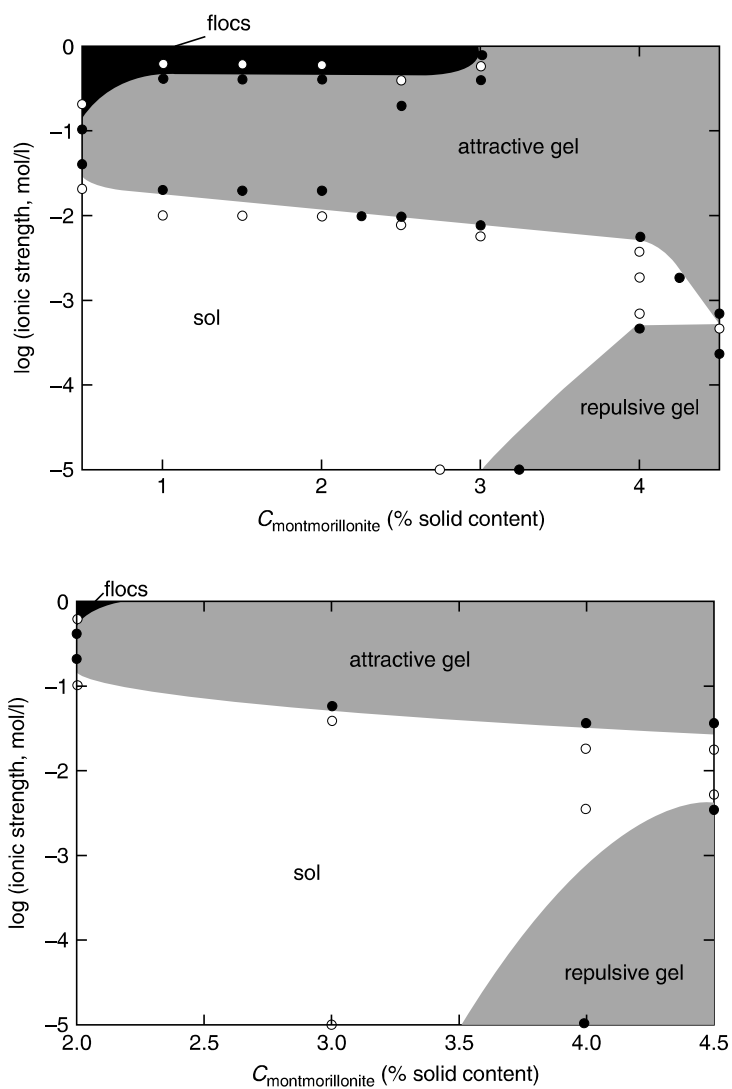 flocs
0
attractive gel
−1
−2
log (ionic strength, mol/l)
sol
−3
−4
repulsive gel
−5
1 2 3 4
Cmontmorillonite (% solid content)
flocs
0
attractive gel
−1
−2
log (ionic strength, mol/l)
−3
sol
−4
repulsive gel
−5
2.0 2.5 3.0 3.5 4.0 4.5
Cmontmorillonite (% solid content)